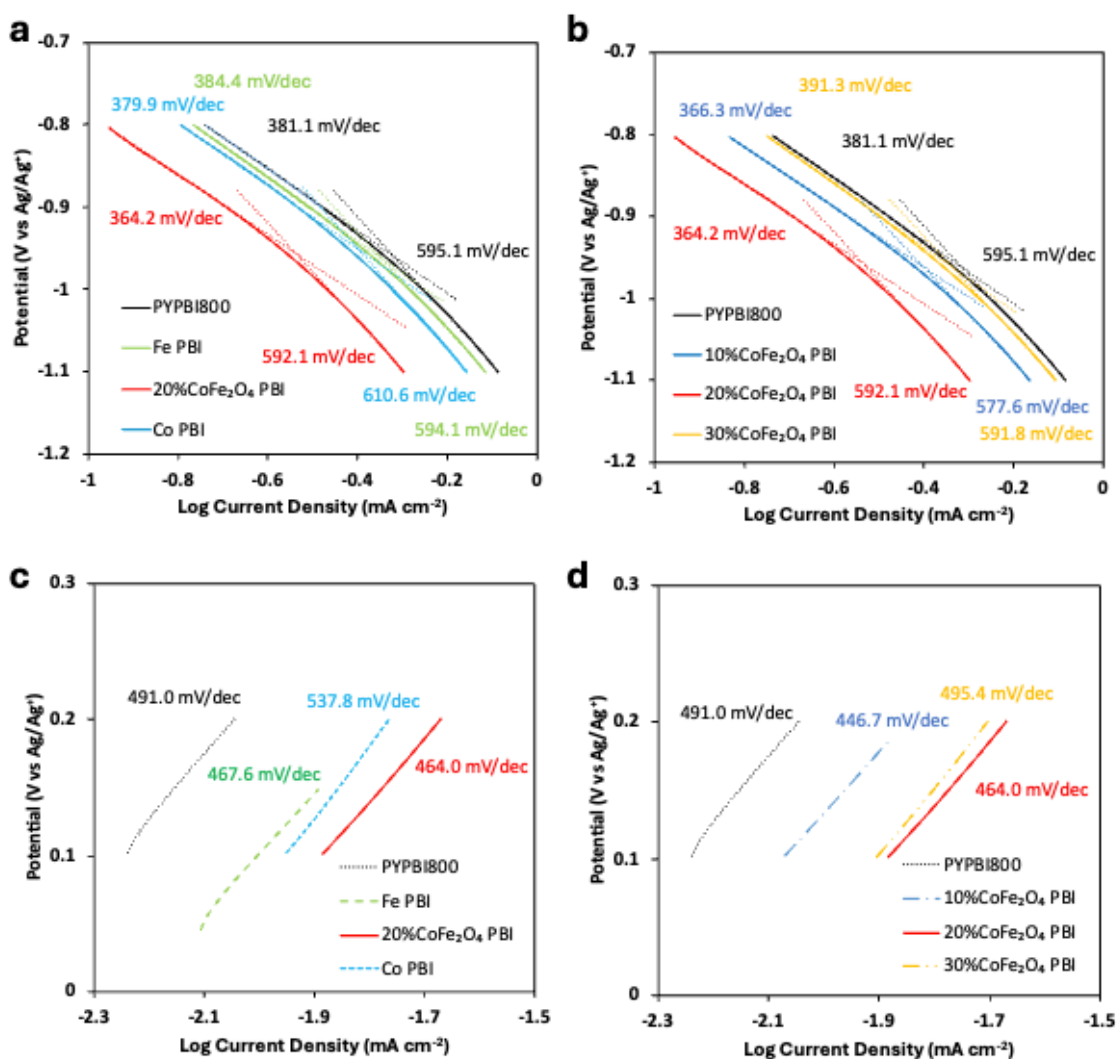 a
-0.7
-0.8
-0.9
-1
-1.1
-1.2
Potential (V vs Ag/Ag⁺)
384.4 mV/dec
379.9 mV/dec
381.1 mV/dec
364.2 mV/dec
595.1 mV/dec
592.1 mV/dec
610.6 mV/dec
594.1 mV/dec
PYPBI800
Fe PBI
20%CoFe₂O₄ PBI
Co PBI
-1
-0.8
-0.6
-0.4
-0.2
0
Log Current Density (mA cm⁻²)
b
-0.7
-0.8
-0.9
-1
-1.1
-1.2
Potential (V vs Ag/Ag⁺)
391.3 mV/dec
366.3 mV/dec
381.1 mV/dec
364.2 mV/dec
595.1 mV/dec
592.1 mV/dec
577.6 mV/dec
591.8 mV/dec
PYPBI800
10%CoFe₂O₄ PBI
20%CoFe₂O₄ PBI
30%CoFe₂O₄ PBI
-1
-0.8
-0.6
-0.4
-0.2
0
Log Current Density (mA cm⁻²)
c
0.3
0.2
0.1
0
Potential (V vs Ag/Ag⁺)
491.0 mV/dec
537.8 mV/dec
467.6 mV/dec
464.0 mV/dec
PYPBI800
Fe PBI
20%CoFe₂O₄ PBI
Co PBI
-2.3
-2.1
-1.9
-1.7
-1.5
Log Current Density (mA cm⁻²)
d
0.3
0.2
0.1
0
Potential (V vs Ag/Ag⁺)
491.0 mV/dec
495.4 mV/dec
446.7 mV/dec
464.0 mV/dec
PYPBI800
10%CoFe₂O₄ PBI
20%CoFe₂O₄ PBI
30%CoFe₂O₄ PBI
-2.3
-2.1
-1.9
-1.7
-1.5
Log Current Density (mA cm⁻²)